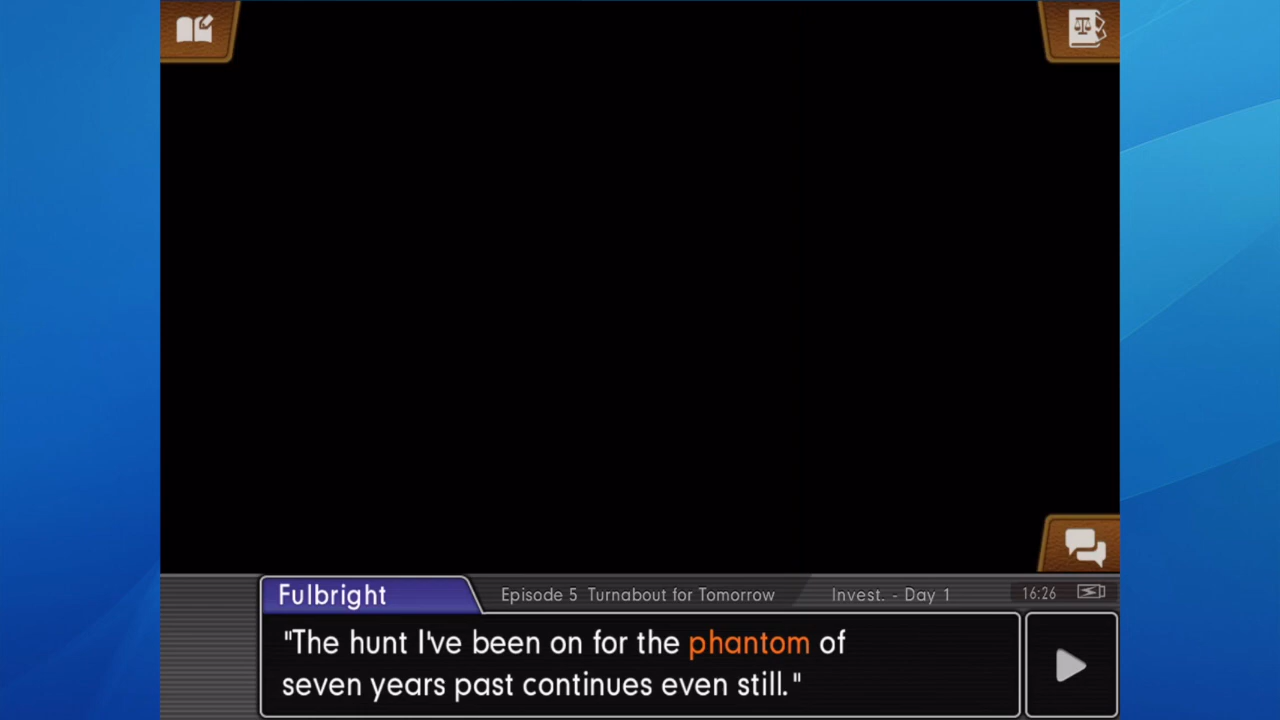 Fulbright
Episode 5 Turnabout for Tomorrow
Invest. - Day 1
16:26
"The hunt I've been on for the phantom of
seven years past continues even still."